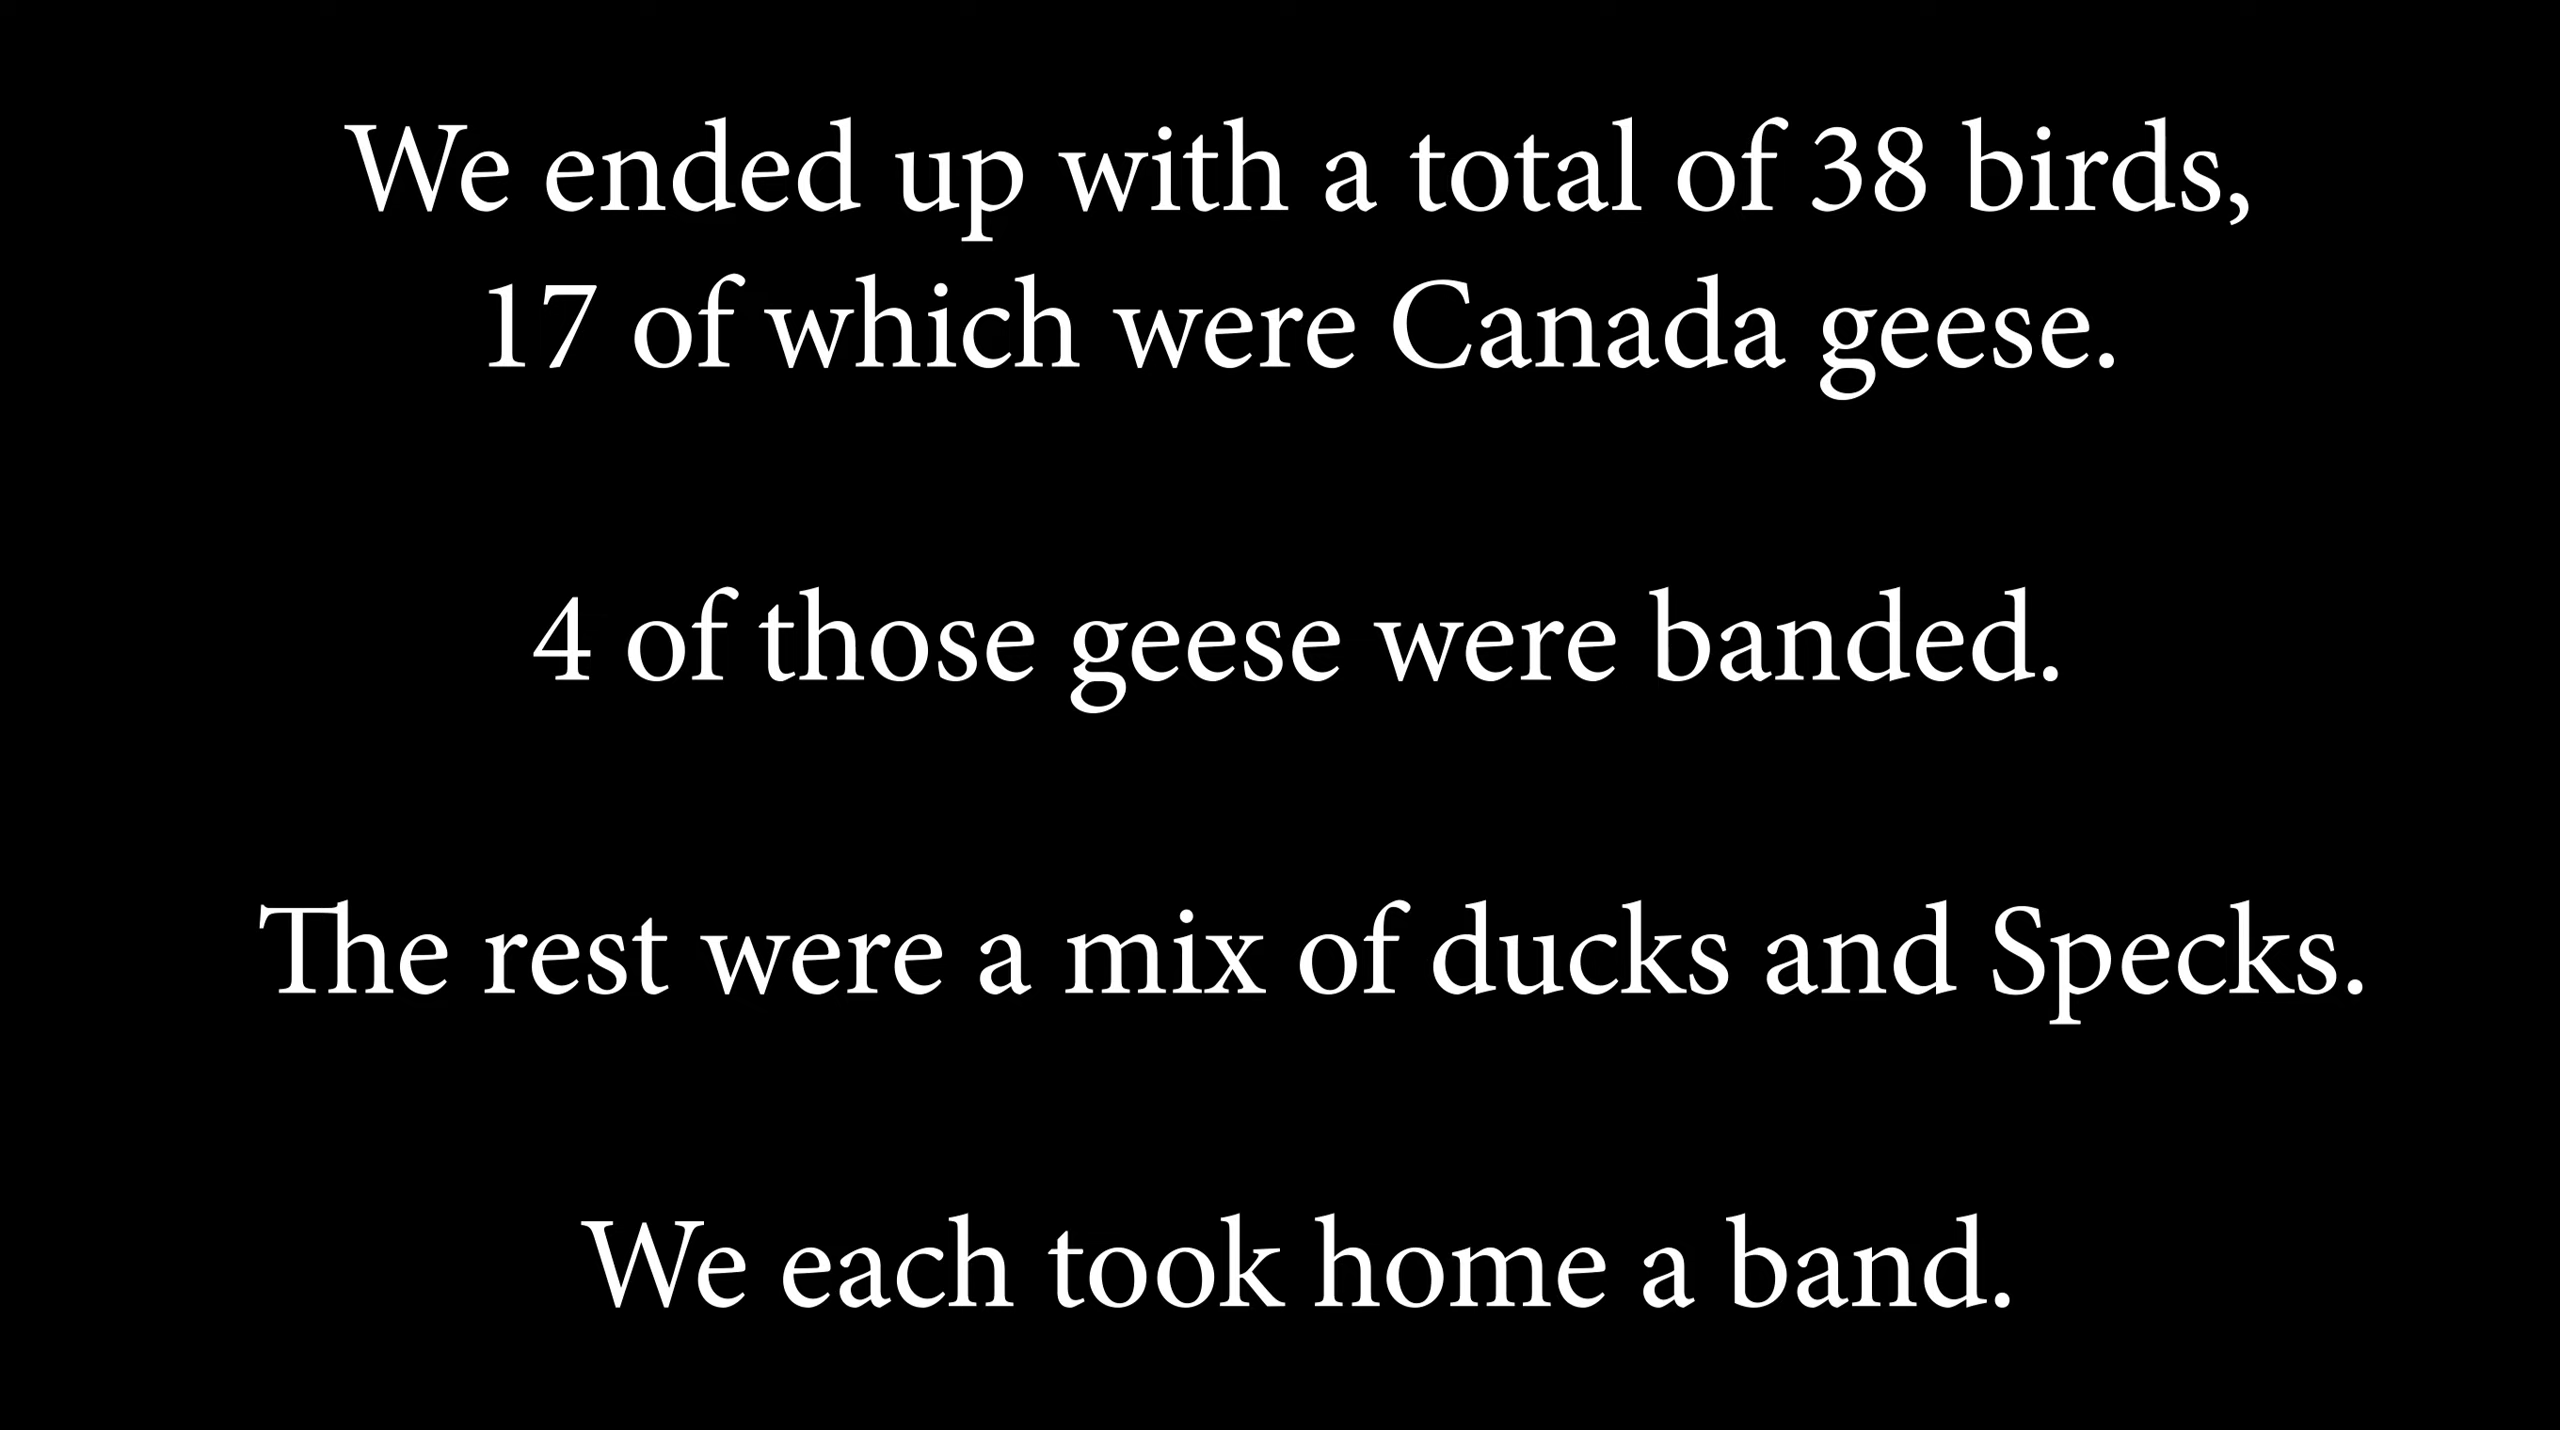 We ended up with a total of 38 birds,
17 of which were Canada geese.
4 of those geese were banded.
The rest were a mix of ducks and Specks.
We each took home a band.